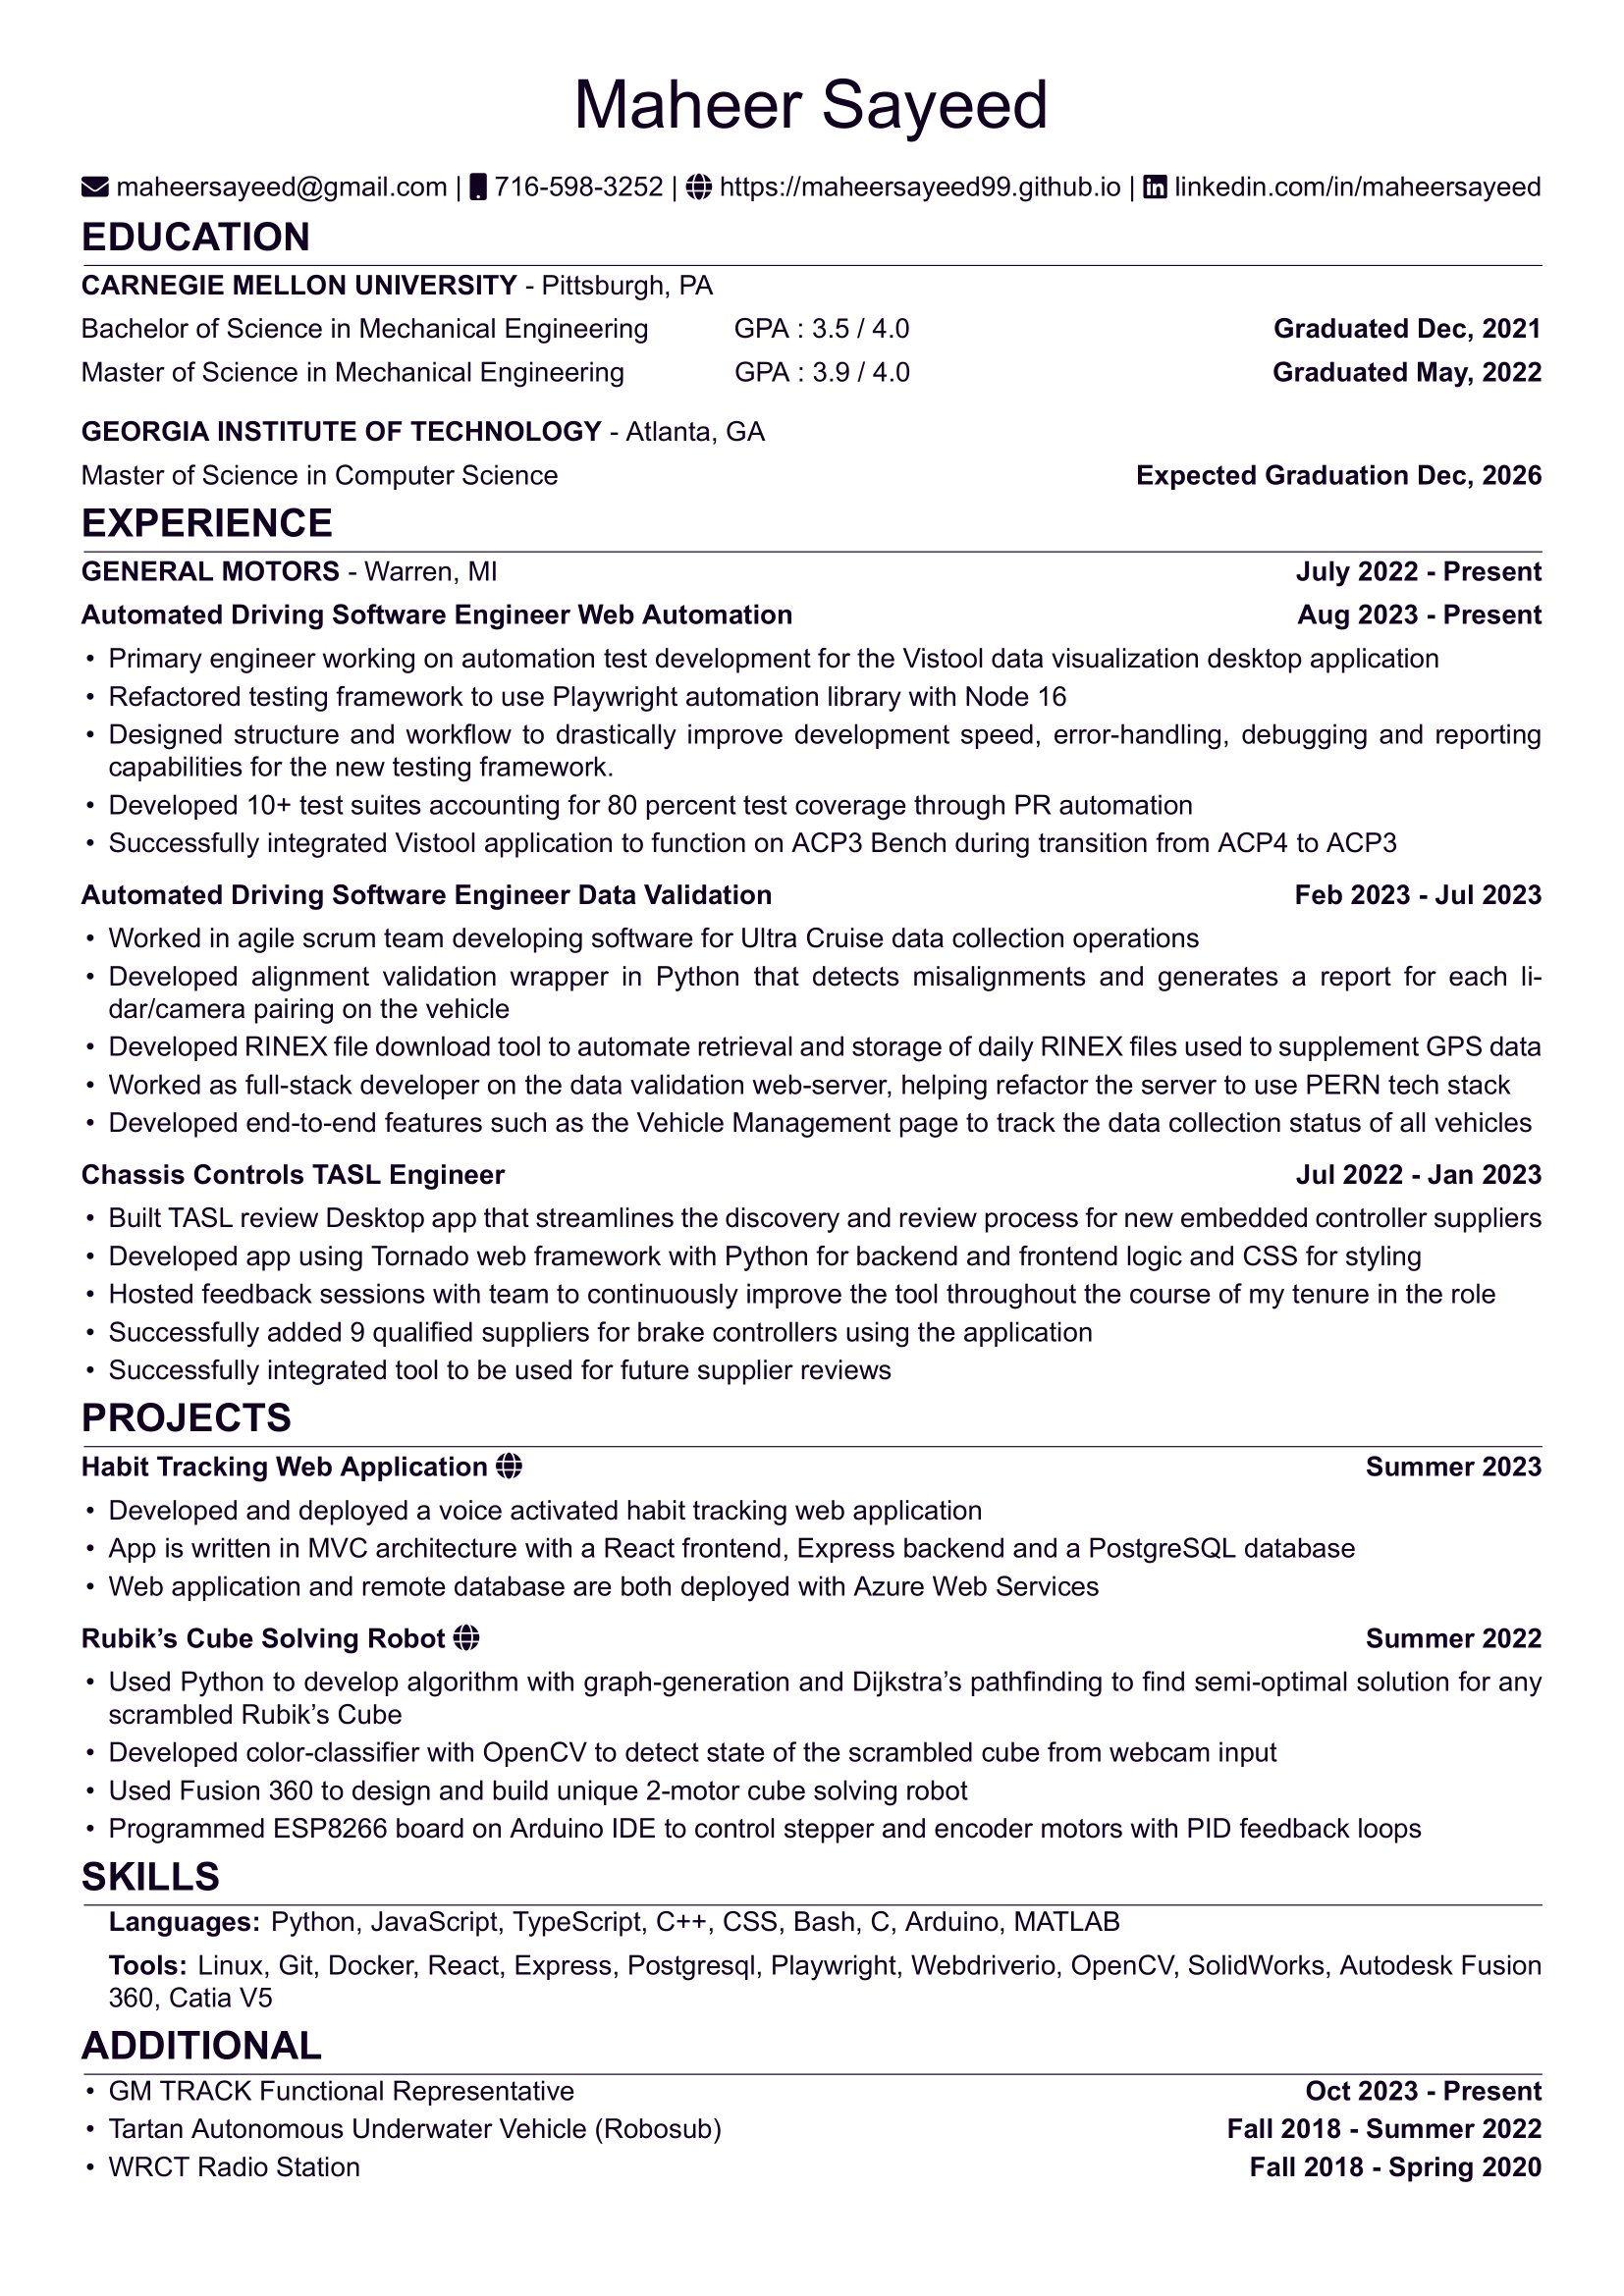 Maheer Sayeed
maheersayeed@gmail.com | 716-598-3252 | https://maheersayeed99.github.io | linkedin.com/in/maheersayeed
EDUCATION
CARNEGIE MELLON UNIVERSITY - Pittsburgh, PA
Bachelor of Science in Mechanical Engineering GPA : 3.5 / 4.0 Graduated Dec, 2021
Master of Science in Mechanical Engineering GPA : 3.9 / 4.0 Graduated May, 2022
GEORGIA INSTITUTE OF TECHNOLOGY - Atlanta, GA
Master of Science in Computer Science Expected Graduation Dec, 2026
EXPERIENCE
GENERAL MOTORS - Warren, MI July 2022 - Present
Automated Driving Software Engineer Web Automation Aug 2023 - Present
• Primary engineer working on automation test development for the Vistool data visualization desktop application
• Refactored testing framework to use Playwright automation library with Node 16
• Designed structure and workflow to drastically improve development speed, error-handling, debugging and reporting
capabilities for the new testing framework.
• Developed 10+ test suites accounting for 80 percent test coverage through PR automation
• Successfully integrated Vistool application to function on ACP3 Bench during transition from ACP4 to ACP3
Automated Driving Software Engineer Data Validation Feb 2023 - Jul 2023
• Worked in agile scrum team developing software for Ultra Cruise data collection operations
• Developed alignment validation wrapper in Python that detects misalignments and generates a report for each li-
dar/camera pairing on the vehicle
• Developed RINEX file download tool to automate retrieval and storage of daily RINEX files used to supplement GPS data
• Worked as full-stack developer on the data validation web-server, helping refactor the server to use PERN tech stack
• Developed end-to-end features such as the Vehicle Management page to track the data collection status of all vehicles
Chassis Controls TASL Engineer Jul 2022 - Jan 2023
• Built TASL review Desktop app that streamlines the discovery and review process for new embedded controller suppliers
• Developed app using Tornado web framework with Python for backend and frontend logic and CSS for styling
• Hosted feedback sessions with team to continuously improve the tool throughout the course of my tenure in the role
• Successfully added 9 qualified suppliers for brake controllers using the application
• Successfully integrated tool to be used for future supplier reviews
PROJECTS
Habit Tracking Web Application Summer 2023
• Developed and deployed a voice activated habit tracking web application
• App is written in MVC architecture with a React frontend, Express backend and a PostgreSQL database
• Web application and remote database are both deployed with Azure Web Services
Rubik’s Cube Solving Robot Summer 2022
• Used Python to develop algorithm with graph-generation and Dijkstra’s pathfinding to find semi-optimal solution for any
scrambled Rubik’s Cube
• Developed color-classifier with OpenCV to detect state of the scrambled cube from webcam input
• Used Fusion 360 to design and build unique 2-motor cube solving robot
• Programmed ESP8266 board on Arduino IDE to control stepper and encoder motors with PID feedback loops
SKILLS
Languages: Python, JavaScript, TypeScript, C++, CSS, Bash, C, Arduino, MATLAB
Tools: Linux, Git, Docker, React, Express, Postgresql, Playwright, Webdriverio, OpenCV, SolidWorks, Autodesk Fusion
360, Catia V5
ADDITIONAL
• GM TRACK Functional Representative Oct 2023 - Present
• Tartan Autonomous Underwater Vehicle (Robosub) Fall 2018 - Summer 2022
• WRCT Radio Station Fall 2018 - Spring 2020